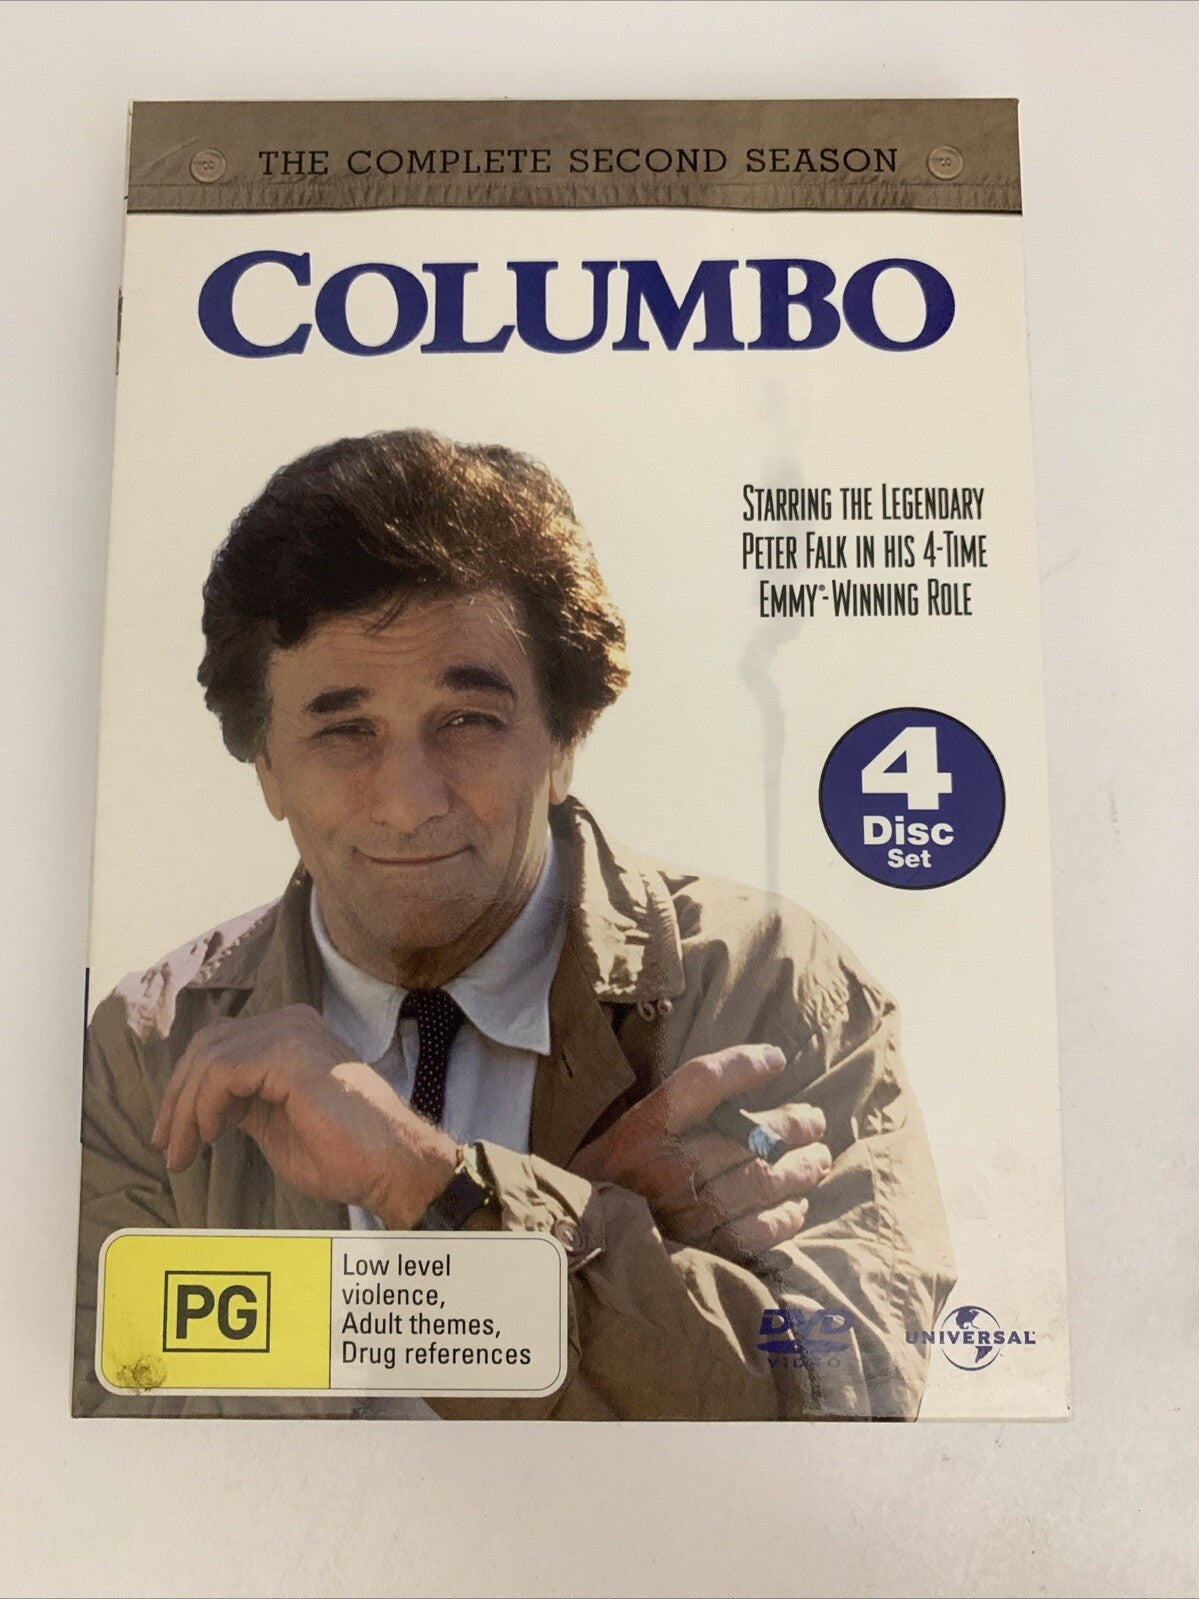 THE COMPLETE SECOND SEASON
COLUMBO
STARRING THE LEGENDARY
PETER FALK IN HIS 4-TIME
EMMY®-WINNING ROLE
4
Disc
Set
PG
Low level
violence,
Adult themes,
Drug references
DVD
VIDEO
UNIVERSAL